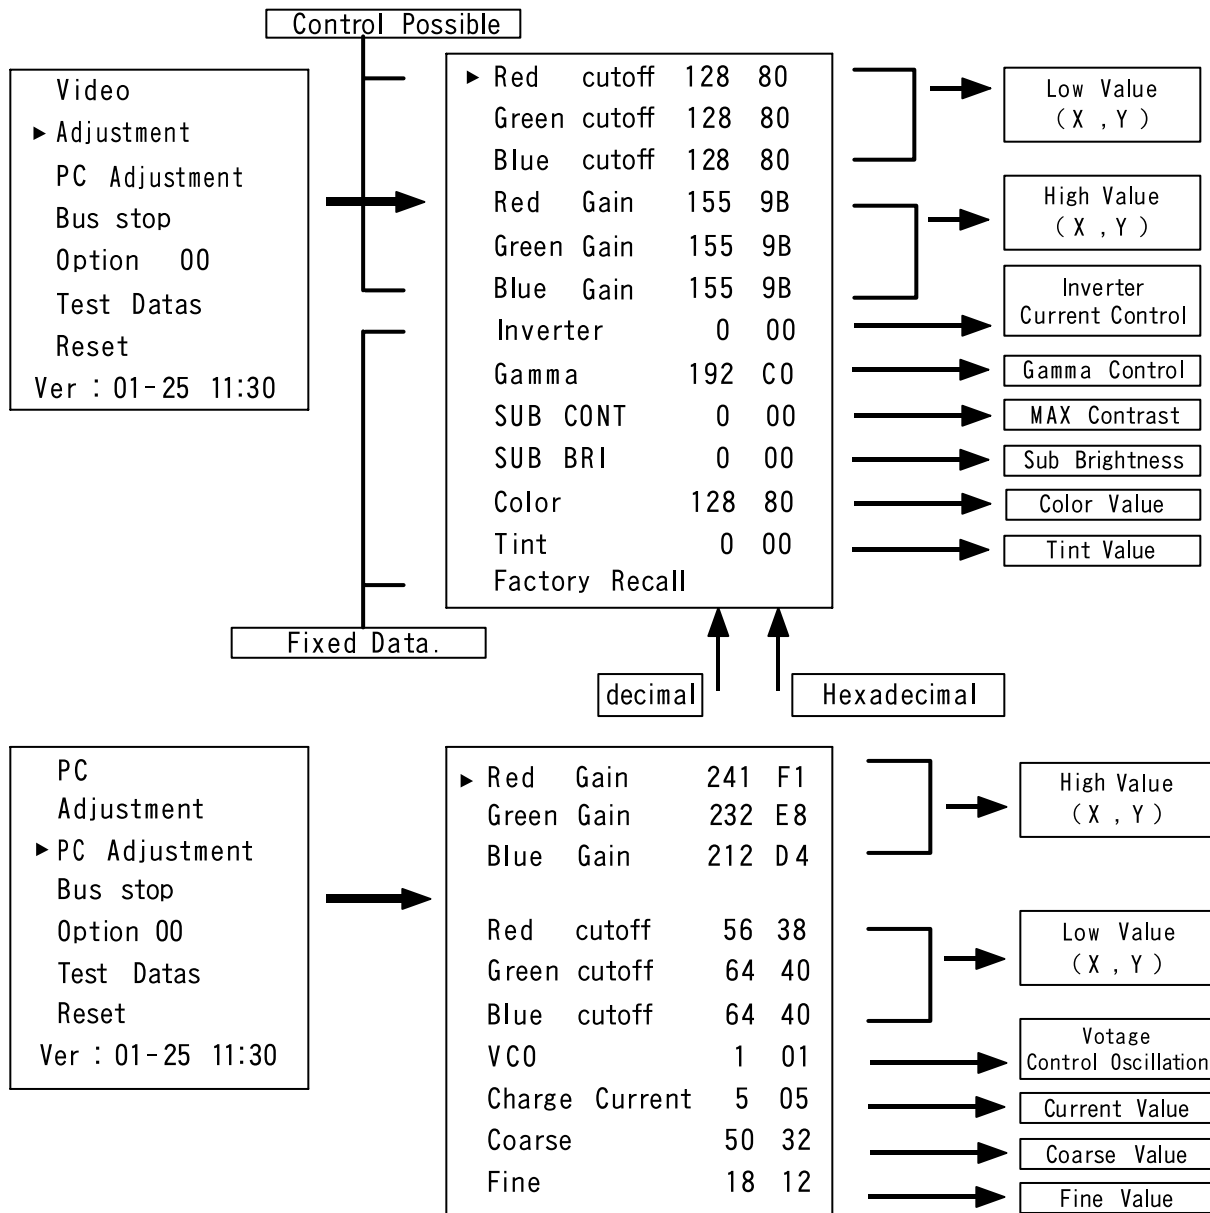 Control Possible
Video
► Adjustment
PC Adjustment
Bus stop
Option 00
Test Datas
Reset
Ver : 01-25 11:30
► Red cutoff 128 80
Green cutoff 128 80
Blue cutoff 128 80
Red Gain 155 9B
Green Gain 155 9B
Blue Gain 155 9B
Inverter 0 00
Gamma 192 C0
SUB CONT 0 00
SUB BRI 0 00
Color 128 80
Tint 0 00
Factory Recall
Low Value
( X , Y )
High Value
( X , Y )
Inverter
Current Control
Gamma Control
MAX Contrast
Sub Brightness
Color Value
Tint Value
Fixed Data.
decimal
Hexadecimal
PC
Adjustment
► PC Adjustment
Bus stop
Option 00
Test Datas
Reset
Ver : 01-25 11:30
► Red Gain 241 F1
Green Gain 232 E8
Blue Gain 212 D4
Red cutoff 56 38
Green cutoff 64 40
Blue cutoff 64 40
VCO 1 01
Charge Current 5 05
Coarse 50 32
Fine 18 12
High Value
( X , Y )
Low Value
( X , Y )
Votage
Control Oscillation
Current Value
Coarse Value
Fine Value